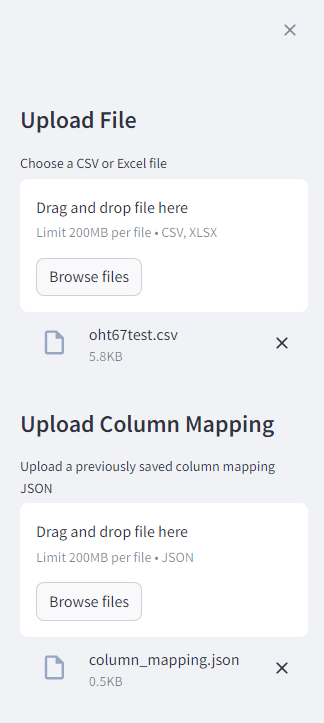 Upload File
Choose a CSV or Excel file
Drag and drop file here
Limit 200MB per file • CSV, XLSX
Browse files
oht67test.csv
5.8KB
Upload Column Mapping
Upload a previously saved column mapping
JSON
Drag and drop file here
Limit 200MB per file • JSON
Browse files
column_mapping.json
0.5KB